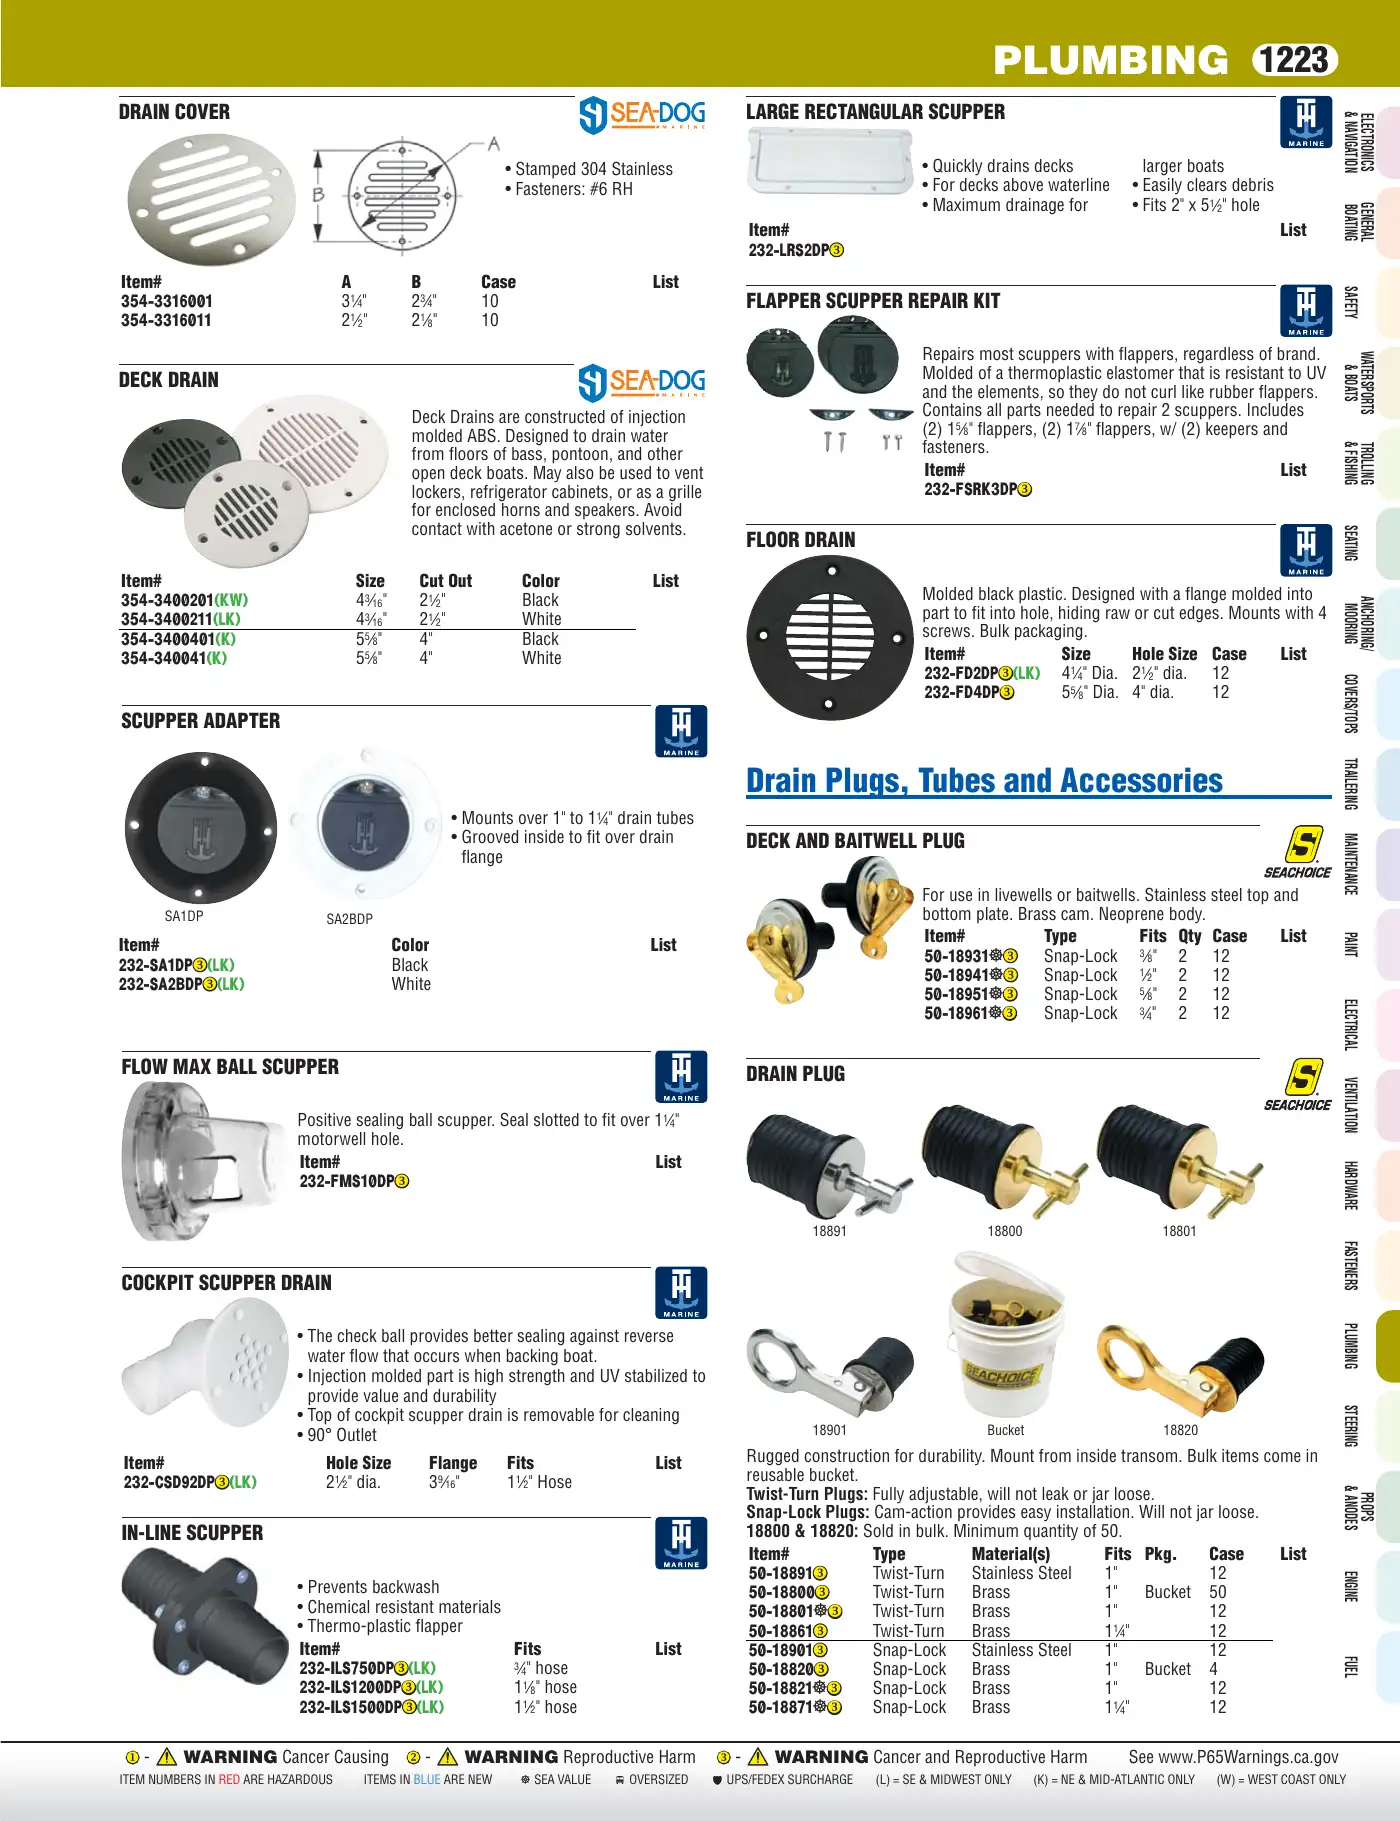 PLUMBING 1223
DRAIN COVER
SEA-DOG
MARINE
A
B
• Stamped 304 Stainless
• Fasteners: #6 RH
Item# A B Case List
354-3316001 3¼" 2¾" 10
354-3316011 2½" 2⅛" 10
DECK DRAIN
SEA-DOG
MARINE
Deck Drains are constructed of injection
molded ABS. Designed to drain water
from floors of bass, pontoon, and other
open deck boats. May also be used to vent
lockers, refrigerator cabinets, or as a grille
for enclosed horns and speakers. Avoid
contact with acetone or strong solvents.
Item# Size Cut Out Color List
354-3400201(KW) 4³⁄₁₆" 2½" Black
354-3400211(LK) 4³⁄₁₆" 2½" White
354-3400401(K) 5⅝" 4" Black
354-340041(K) 5⅝" 4" White
SCUPPER ADAPTER
TH
MARINE
• Mounts over 1" to 1¼" drain tubes
• Grooved inside to fit over drain
flange
SA1DP
SA2BDP
Item# Color List
232-SA1DP③(LK) Black
232-SA2BDP③(LK) White
FLOW MAX BALL SCUPPER
TH
MARINE
Positive sealing ball scupper. Seal slotted to fit over 1¼"
motorwell hole.
Item# List
232-FMS10DP③
COCKPIT SCUPPER DRAIN
TH
MARINE
• The check ball provides better sealing against reverse
water flow that occurs when backing boat.
• Injection molded part is high strength and UV stabilized to
provide value and durability
• Top of cockpit scupper drain is removable for cleaning
• 90° Outlet
Item# Hole Size Flange Fits List
232-CSD92DP③(LK) 2½" dia. 3⁹⁄₁₆" 1½" Hose
IN-LINE SCUPPER
TH
MARINE
• Prevents backwash
• Chemical resistant materials
• Thermo-plastic flapper
Item# Fits List
232-ILS750DP③(LK) ¾" hose
232-ILS1200DP③(LK) 1⅛" hose
232-ILS1500DP③(LK) 1½" hose
LARGE RECTANGULAR SCUPPER
TH
MARINE
• Quickly drains decks
• For decks above waterline
• Maximum drainage for
larger boats
• Easily clears debris
• Fits 2" x 5½" hole
Item# List
232-LRS2DP③
FLAPPER SCUPPER REPAIR KIT
TH
MARINE
Repairs most scuppers with flappers, regardless of brand.
Molded of a thermoplastic elastomer that is resistant to UV
and the elements, so they do not curl like rubber flappers.
Contains all parts needed to repair 2 scuppers. Includes
(2) 1⅝" flappers, (2) 1⅞" flappers, w/ (2) keepers and
fasteners.
Item# List
232-FSRK3DP③
FLOOR DRAIN
TH
MARINE
Molded black plastic. Designed with a flange molded into
part to fit into hole, hiding raw or cut edges. Mounts with 4
screws. Bulk packaging.
Item# Size Hole Size Case List
232-FD2DP③(LK) 4¼" Dia. 2½" dia. 12
232-FD4DP③ 5⅝" Dia. 4" dia. 12
Drain Plugs, Tubes and Accessories
DECK AND BAITWELL PLUG
S
SEACHOICE
For use in livewells or baitwells. Stainless steel top and
bottom plate. Brass cam. Neoprene body.
Item# Type Fits Qty Case List
50-18931☸③ Snap-Lock ⅜" 2 12
50-18941☸③ Snap-Lock ½" 2 12
50-18951☸③ Snap-Lock ⅝" 2 12
50-18961☸③ Snap-Lock ¾" 2 12
DRAIN PLUG
S
SEACHOICE
18891 18800 18801
SEACHOICE
18901 Bucket 18820
Rugged construction for durability. Mount from inside transom. Bulk items come in
reusable bucket.
Twist-Turn Plugs: Fully adjustable, will not leak or jar loose.
Snap-Lock Plugs: Cam-action provides easy installation. Will not jar loose.
18800 & 18820: Sold in bulk. Minimum quantity of 50.
Item# Type Material(s) Fits Pkg. Case List
50-18891③ Twist-Turn Stainless Steel 1" 12
50-18800③ Twist-Turn Brass 1" Bucket 50
50-18801☸③ Twist-Turn Brass 1" 12
50-18861③ Twist-Turn Brass 1¼" 12
50-18901③ Snap-Lock Stainless Steel 1" 12
50-18820③ Snap-Lock Brass 1" Bucket 4
50-18821☸③ Snap-Lock Brass 1" 12
50-18871☸③ Snap-Lock Brass 1¼" 12
ELECTRONICS
& NAVIGATION
GENERAL
BOATING
SAFETY
WATERSPORTS
& BOATS
TROLLING
& FISHING
SEATING
ANCHORING/
MOORING
COVERS/TOPS
TRAILERING
MAINTENANCE
PAINT
ELECTRICAL
VENTILATION
HARDWARE
FASTENERS
PLUMBING
STEERING
PROPS
& ANODES
ENGINE
FUEL
① - ⚠ WARNING Cancer Causing ② - ⚠ WARNING Reproductive Harm ③ - ⚠ WARNING Cancer and Reproductive Harm See www.P65Warnings.ca.gov
ITEM NUMBERS IN RED ARE HAZARDOUS ITEMS IN BLUE ARE NEW ☸ SEA VALUE OVERSIZED UPS/FEDEX SURCHARGE (L) = SE & MIDWEST ONLY (K) = NE & MID-ATLANTIC ONLY (W) = WEST COAST ONLY